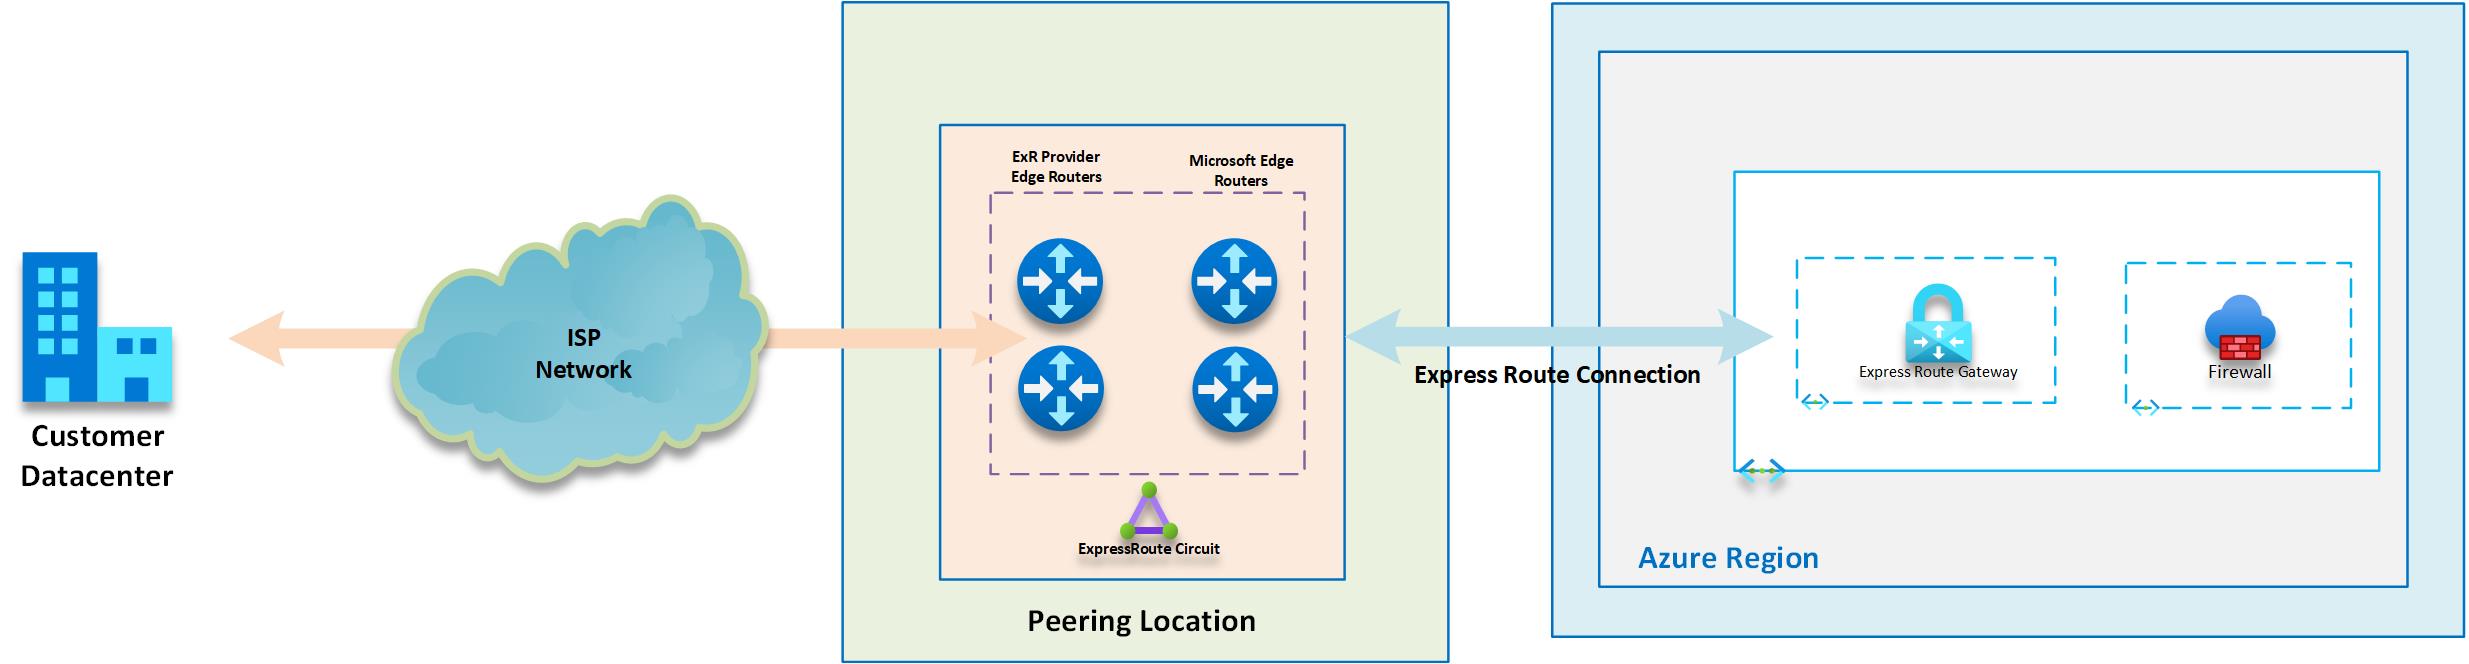 Customer
Datacenter
ISP
Network
ExR Provider
Edge Routers
Microsoft Edge
Routers
ExpressRoute Circuit
Peering Location
Express Route Connection
Express Route Gateway
Firewall
Azure Region